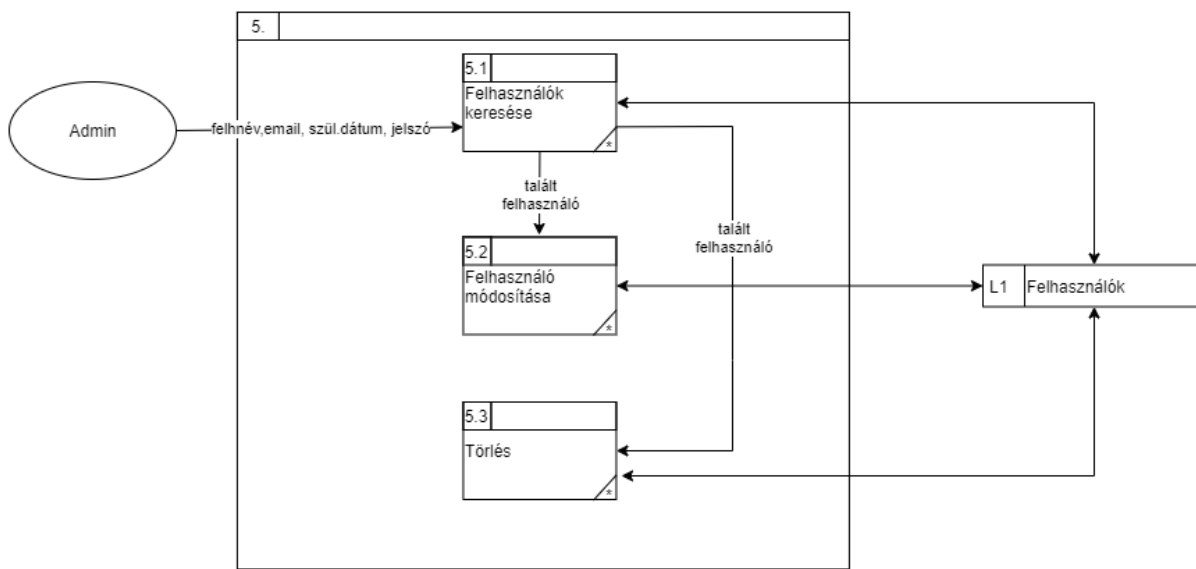 5.
5.1
Felhasználók
keresése
*
Admin
felhnév,email, szül.dátum, jelszó
talált
felhasználó
talált
felhasználó
5.2
Felhasználó
módosítása
*
L1 Felhasználók
5.3
Törlés
*